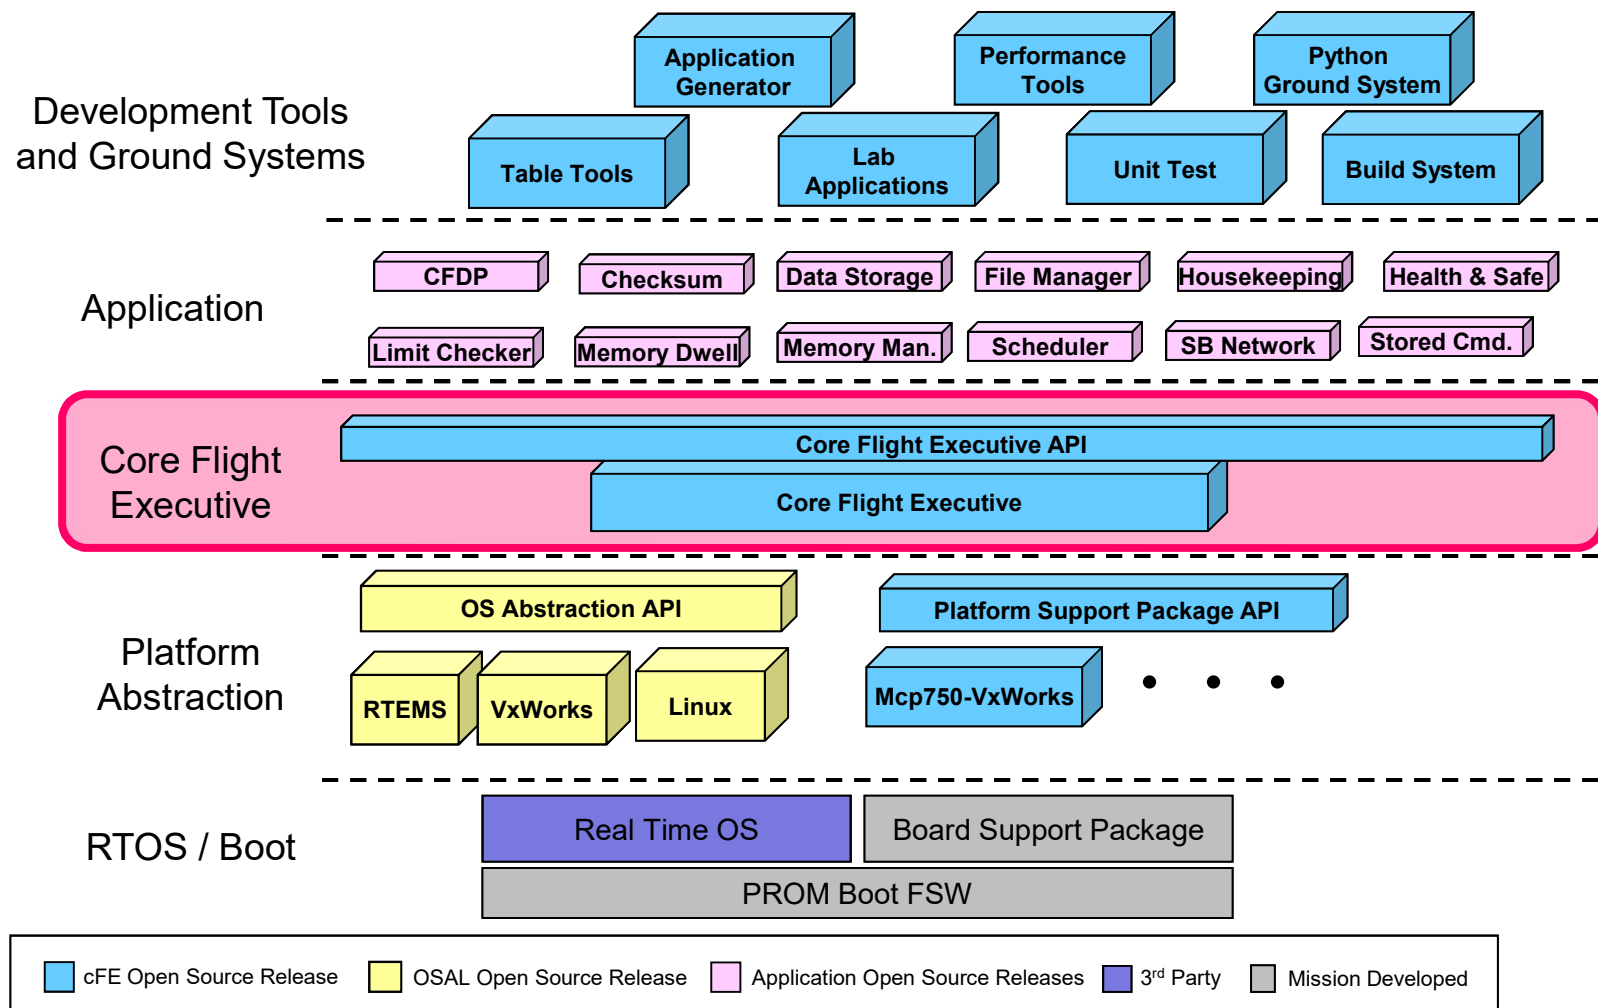 Development Tools
and Ground Systems
Application
Generator
Performance
Tools
Python
Ground System
Table Tools
Lab
Applications
Unit Test
Build System
Application
CFDP
Checksum
Data Storage
File Manager
Housekeeping
Health & Safe
Limit Checker
Memory Dwell
Memory Man.
Scheduler
SB Network
Stored Cmd.
Core Flight
Executive
Core Flight Executive API
Core Flight Executive
Platform
Abstraction
OS Abstraction API
Platform Support Package API
RTEMS
VxWorks
Linux
Mcp750-VxWorks
• • •
RTOS / Boot
Real Time OS
Board Support Package
PROM Boot FSW
cFE Open Source Release
OSAL Open Source Release
Application Open Source Releases
3rd Party
Mission Developed